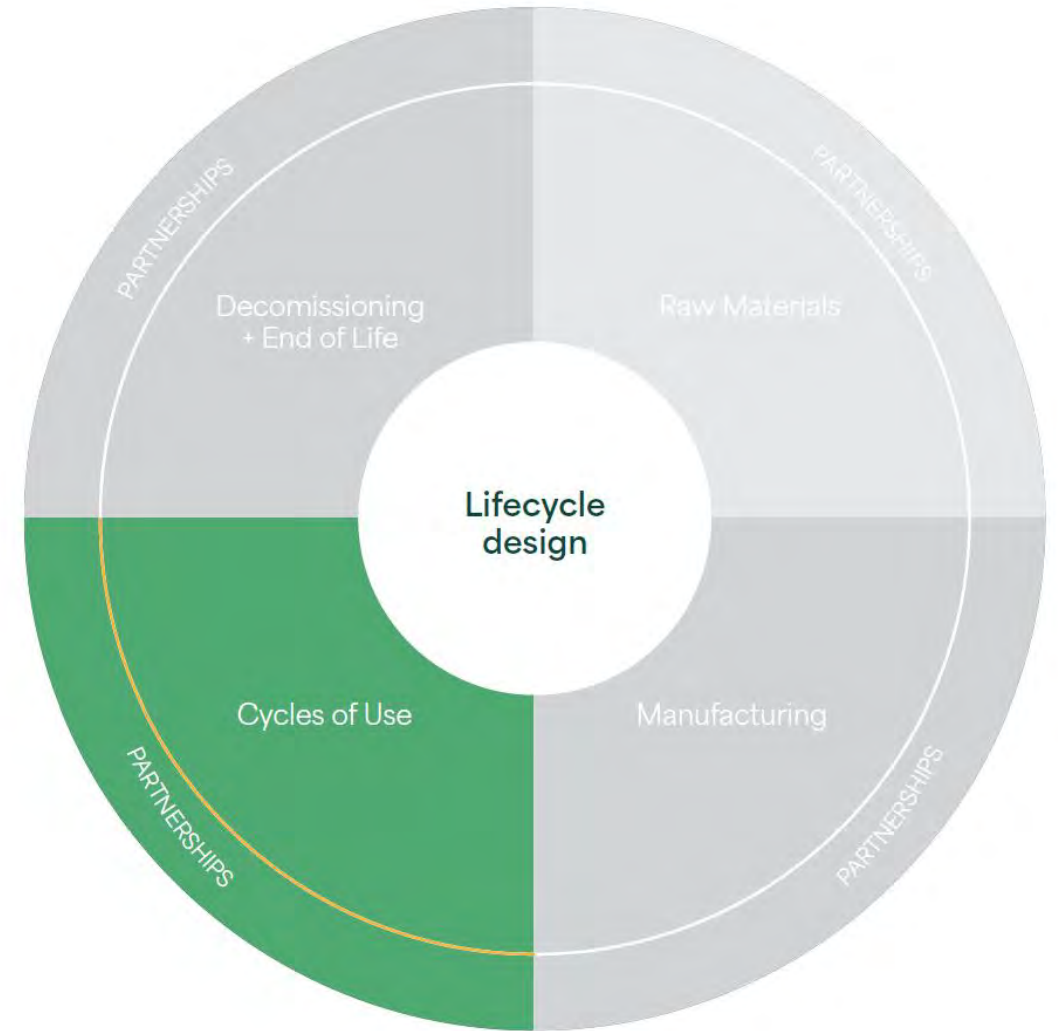 PARTNERSHIPS
PARTNERSHIPS
Decomissioning
+ End of Life
Raw Materials
Lifecycle
design
Cycles of Use
Manufacturing
PARTNERSHIPS
PARTNERSHIPS